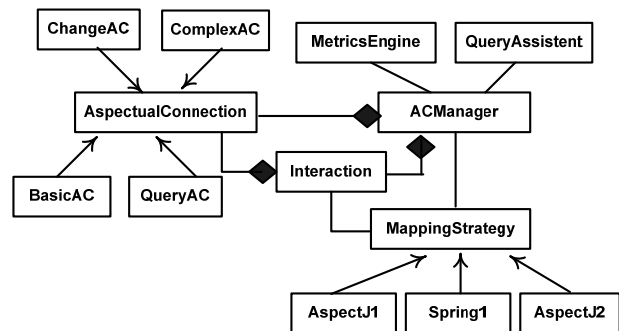 ChangeAC
ComplexAC
MetricsEngine
QueryAssistent
AspectualConnection
ACManager
Interaction
BasicAC
QueryAC
MappingStrategy
AspectJ1
Spring1
AspectJ2